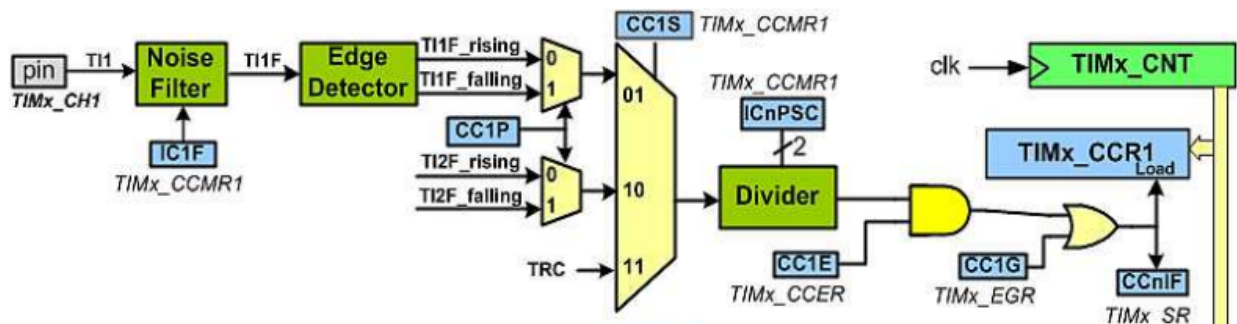 pin
TIMx_CH1
TI1
Noise
Filter
IC1F
TIMx_CCMR1
TI1F
Edge
Detector
TI1F_rising
TI1F_falling
0
1
CC1P
TI2F_rising
TI2F_falling
0
1
TRC
CC1S
TIMx_CCMR1
01
10
11
TIMx_CCMR1
ICnPSC
2
Divider
CC1E
TIMx_CCER
CC1G
TIMx_EGR
clk
TIMx_CNT
TIMx_CCR1
Load
CCnIF
TIMx_SR